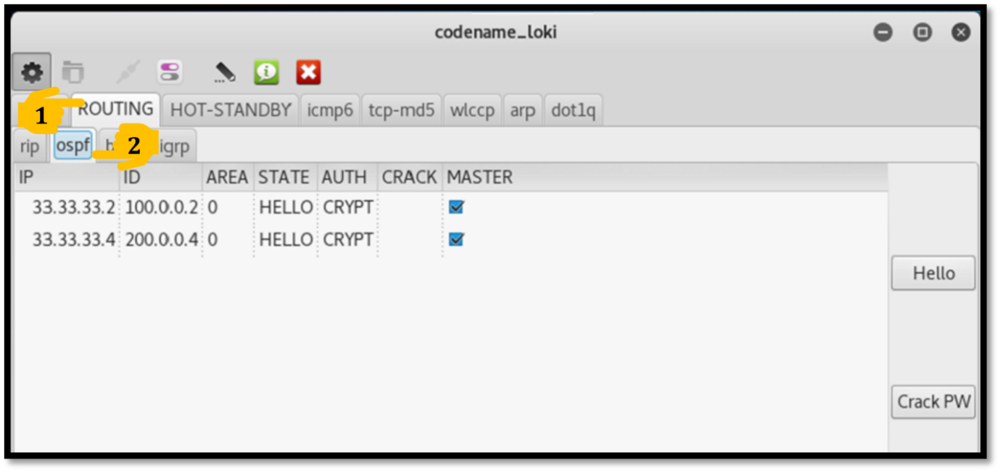 codename_loki
1 ROUTING HOT-STANDBY icmp6 tcp-md5 wlccp arp dot1q
rip ospf 2
IP ID AREA STATE AUTH CRACK MASTER
33.33.33.2 100.0.0.2 0 HELLO CRYPT
33.33.33.4 200.0.0.4 0 HELLO CRYPT
Hello
Crack PW